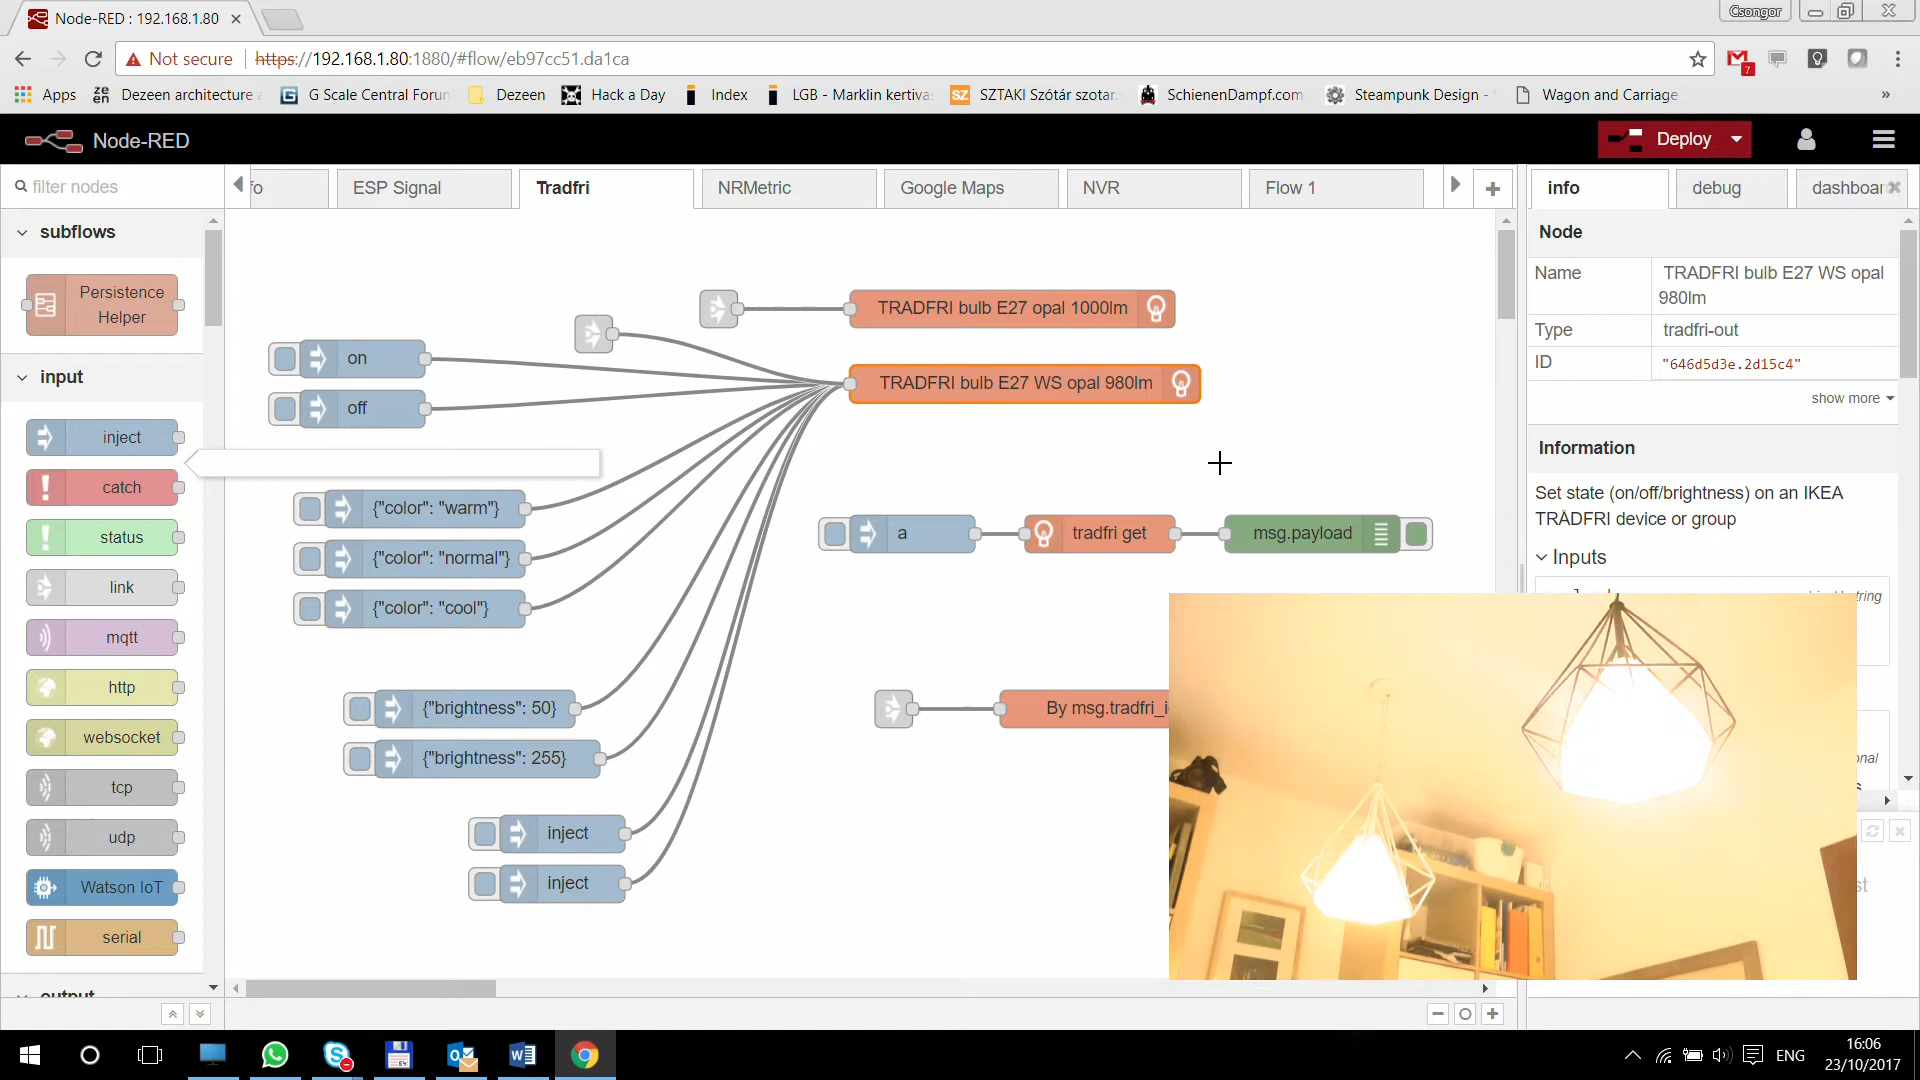 Node-RED : 192.168.1.80
Csongor
Not secure
https://192.168.1.80:1880/#flow/eb97cc51.da1ca
7
Apps
Dezeen architecture
G Scale Central Forun
Dezeen
Hack a Day
Index
LGB - Marklin kertiva
SZ
SZTAKI Szótár szotar.
SchienenDampf.com
Steampunk Design -
Wagon and Carriage
»
Node-RED
Deploy
filter nodes
fo
ESP Signal
Tradfri
NRMetric
Google Maps
NVR
Flow 1
info
debug
dashboar
subflows
Persistence
Helper
input
inject
catch
status
link
mqtt
http
websocket
tcp
udp
Watson IoT
serial
output
TRADFRI bulb E27 opal 1000lm
TRADFRI bulb E27 WS opal 980lm
on
off
{"color": "warm"}
{"color": "normal"}
{"color": "cool"}
a
tradfri get
msg.payload
{"brightness": 50}
{"brightness": 255}
By msg.tradfri_i
inject
inject
Node
Name
TRADFRI bulb E27 WS opal
980lm
Type
tradfri-out
ID
"646d5d3e.2d15c4"
show more
Information
Set state (on/off/brightness) on an IKEA
TRÅDFRI device or group
Inputs
string
onal
st
64
ENG
16:06
23/10/2017